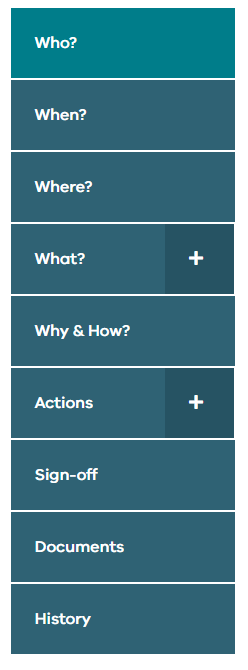 Who?
When?
Where?
What? +
Why & How?
Actions +
Sign-off
Documents
History